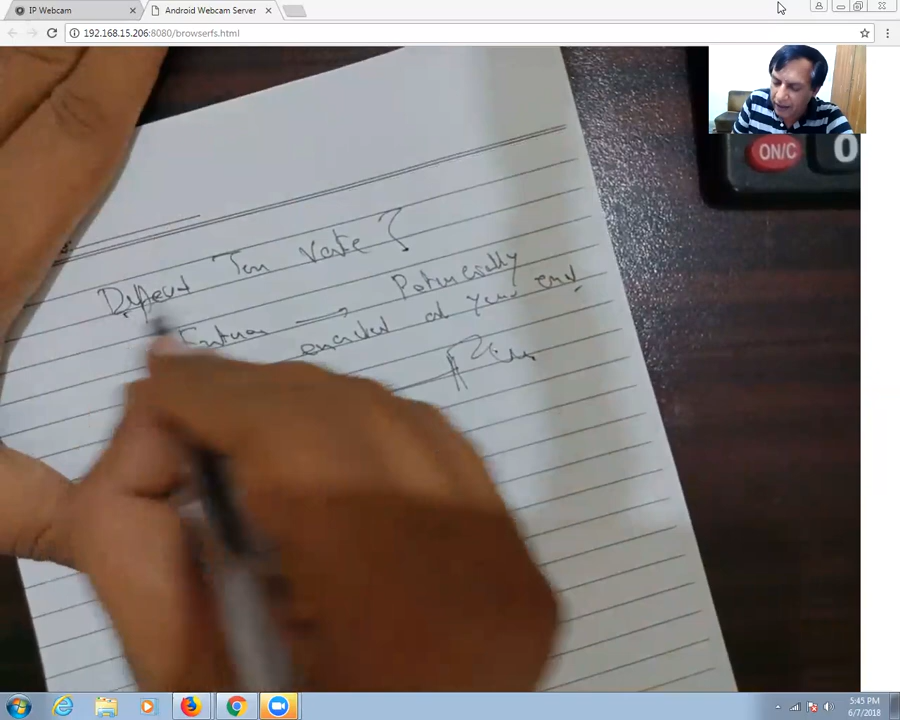 IP Webcam
Android Webcam Server
192.168.15.206:8080/browserfs.html
ON/C
0
Tax Rate?
Future → Potentially
enacted at year end.
5:45 PM
6/7/2018